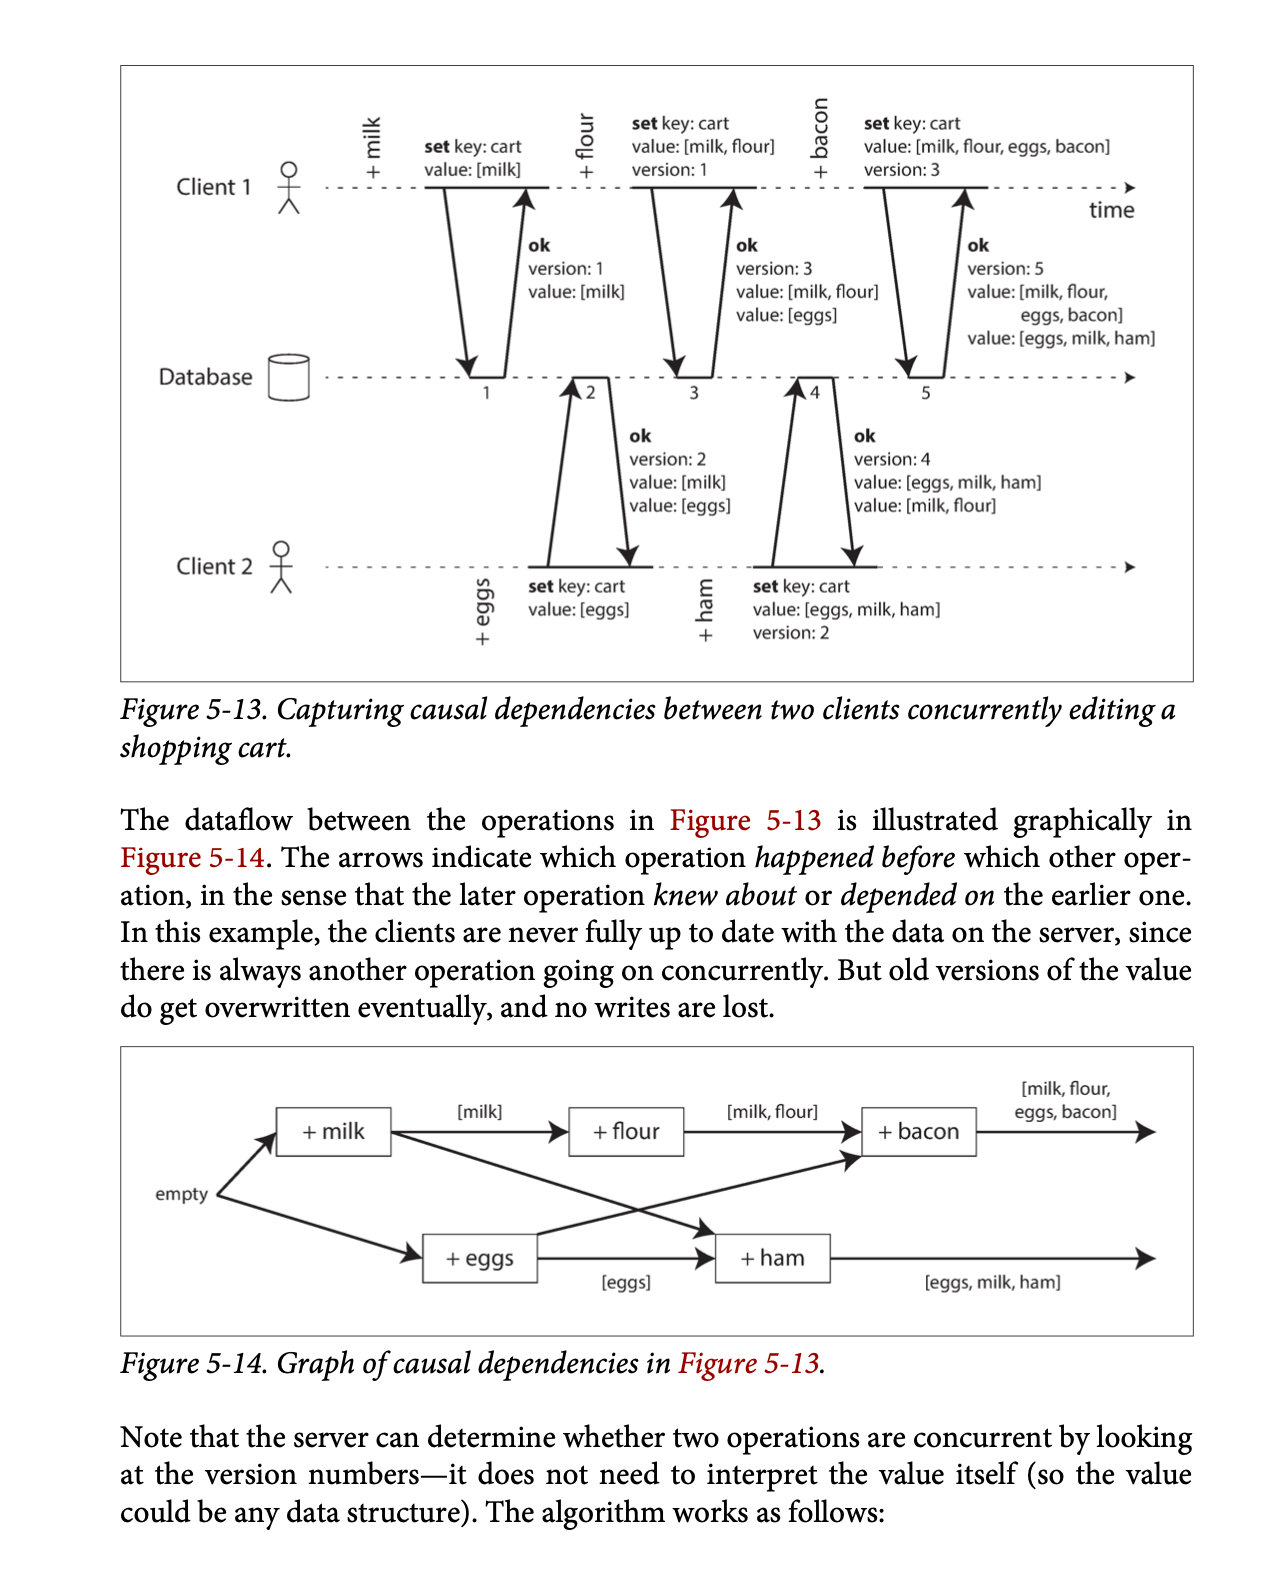 + milk
set key: cart
value: [milk]
+ flour
set key: cart
value: [milk, flour]
version: 1
+ bacon
set key: cart
value: [milk, flour, eggs, bacon]
version: 3
Client 1
time
ok
version: 1
value: [milk]
ok
version: 3
value: [milk, flour]
value: [eggs]
ok
version: 5
value: [milk, flour,
eggs, bacon]
value: [eggs, milk, ham]
Database
1
2
3
4
5
ok
version: 2
value: [milk]
value: [eggs]
ok
version: 4
value: [eggs, milk, ham]
value: [milk, flour]
Client 2
+ eggs
set key: cart
value: [eggs]
+ ham
set key: cart
value: [eggs, milk, ham]
version: 2
Figure 5-13. Capturing causal dependencies between two clients concurrently editing a
shopping cart.
The dataflow between the operations in Figure 5-13 is illustrated graphically in
Figure 5-14. The arrows indicate which operation happened before which other oper-
ation, in the sense that the later operation knew about or depended on the earlier one.
In this example, the clients are never fully up to date with the data on the server, since
there is always another operation going on concurrently. But old versions of the value
do get overwritten eventually, and no writes are lost.
[milk, flour,
eggs, bacon]
[milk]
[milk, flour]
+ milk
+ flour
+ bacon
empty
+ eggs
+ ham
[eggs]
[eggs, milk, ham]
Figure 5-14. Graph of causal dependencies in Figure 5-13.
Note that the server can determine whether two operations are concurrent by looking
at the version numbers—it does not need to interpret the value itself (so the value
could be any data structure). The algorithm works as follows: